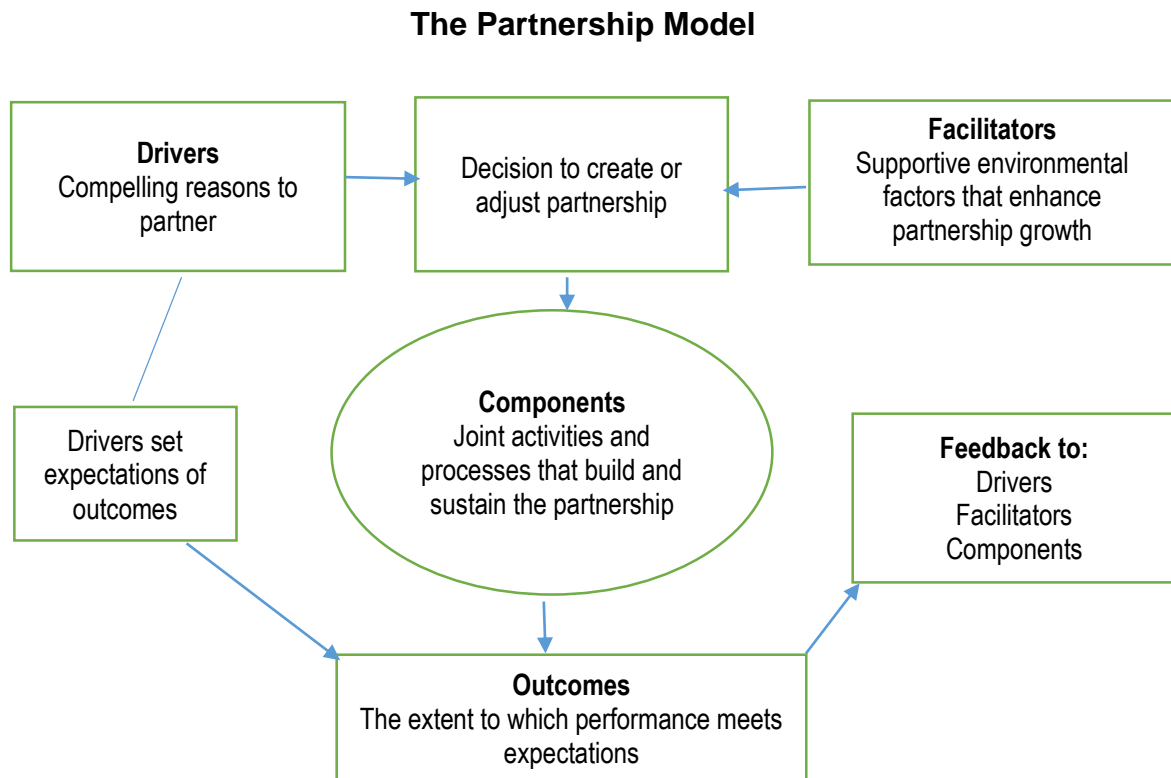 The Partnership Model
Drivers
Compelling reasons to
partner
Decision to create or
adjust partnership
Facilitators
Supportive environmental
factors that enhance
partnership growth
Drivers set
expectations of
outcomes
Components
Joint activities and
processes that build and
sustain the partnership
Feedback to:
Drivers
Facilitators
Components
Outcomes
The extent to which performance meets
expectations